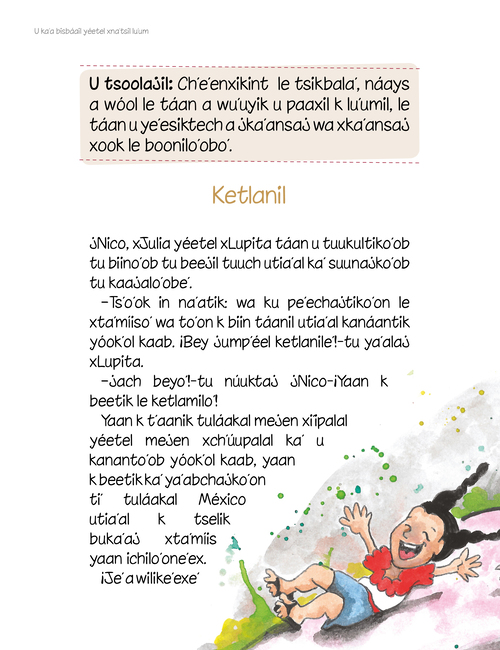 U ka'a bisbáail yéetel xna'tsil lu'um
U tsoolajil: Ch'e'enxikint le tsikbala', náays
a wóol le táan a wu'uyik u paaxil k lu'umil, le
táan u ye'esiktech a jka'ansaj wa xka'ansaj
xook le boonilo'obo'.
Ketlanil
jNico, xJulia yéetel xLupita táan u tuukultiko'ob
tu biino'ob tu beejil tuuch utia'al ka' suunajko'ob
tu kaajalo'obe'.
–Ts'o'ok in na'atik: wa ku pe'echajtiko'on le
xta'miiso' wa to'on k biin táanil utia'al kanáantik
yóok'ol kaab. ¡Bey jump'éel ketlanile'!-tu ya'alaj
xLupita.
–jach beyo'!-tu núuktaj jNico-¡Yaan k
beetik le ketlamilo'!
Yaan k t'aanik tuláakal mejen xi'ipalal
yéetel mejen xch'úupalal ka' u
kananto'ob yóok'ol kaab, yaan
k beetik ka' ya'abchajko'on
ti' tuláakal México
utia'al k tselik
buka'aj xta'miis
yaan ichilo'one'ex.
¡Je'a wilike'exe'